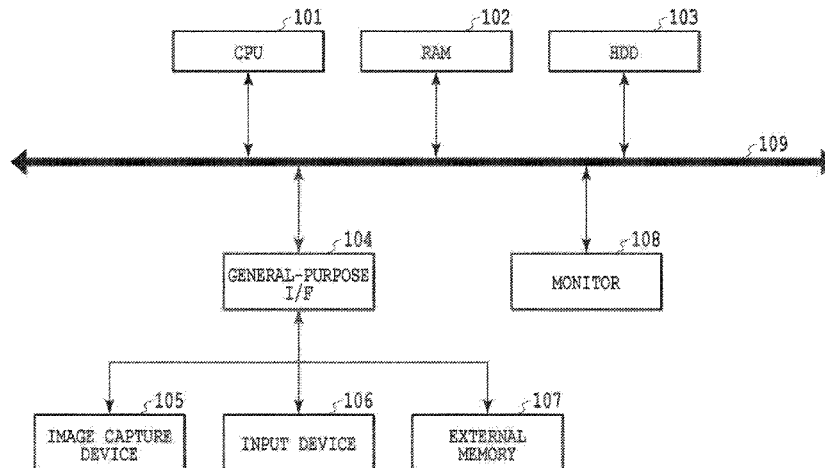 101 102 103
CPU RAM HDD
109
104 108
GENERAL-PURPOSE
I/F
MONITOR
105 106 107
IMAGE CAPTURE
DEVICE
INPUT DEVICE
EXTERNAL
MEMORY